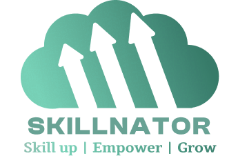 SKILLNATOR
Skill up | Empower | Grow